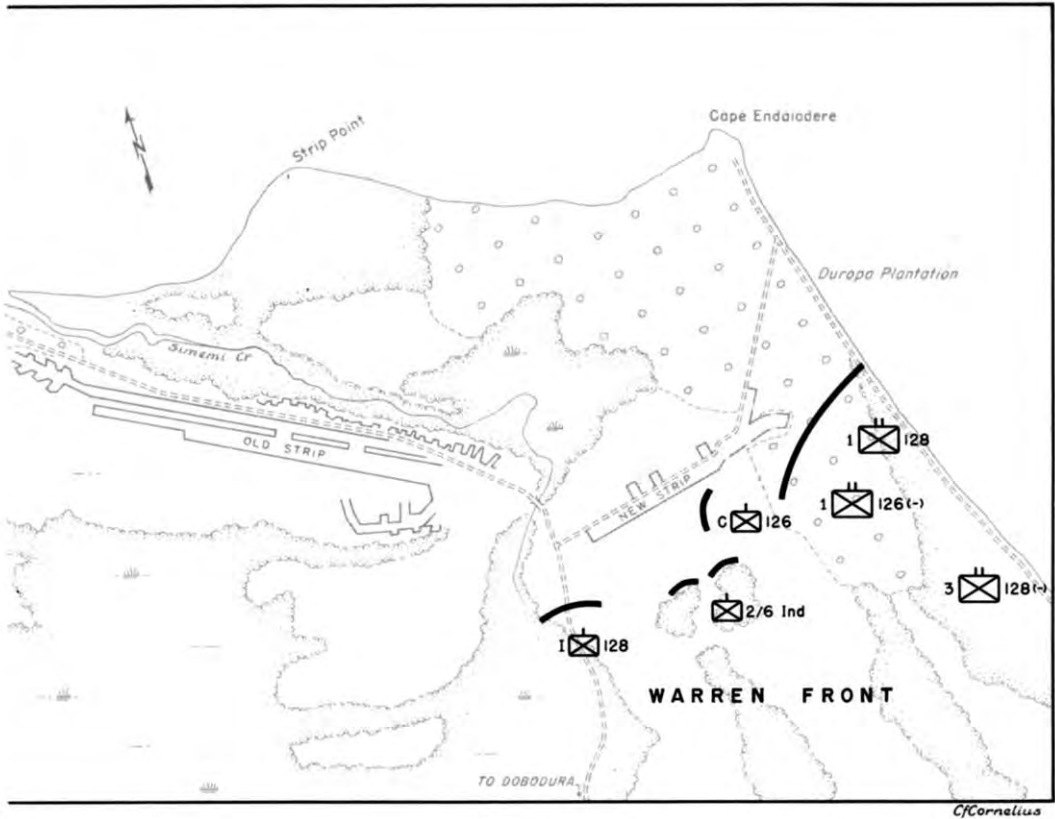 N
Strip Point
Cape Endaiadere
Duropa Plantation
Simemi Cr
OLD STRIP
NEW STRIP
1 128
1 126(-)
C 126
3 128(-)
2/6 Ind
I 128
WARREN FRONT
TO DOBODURA
CfCornelius